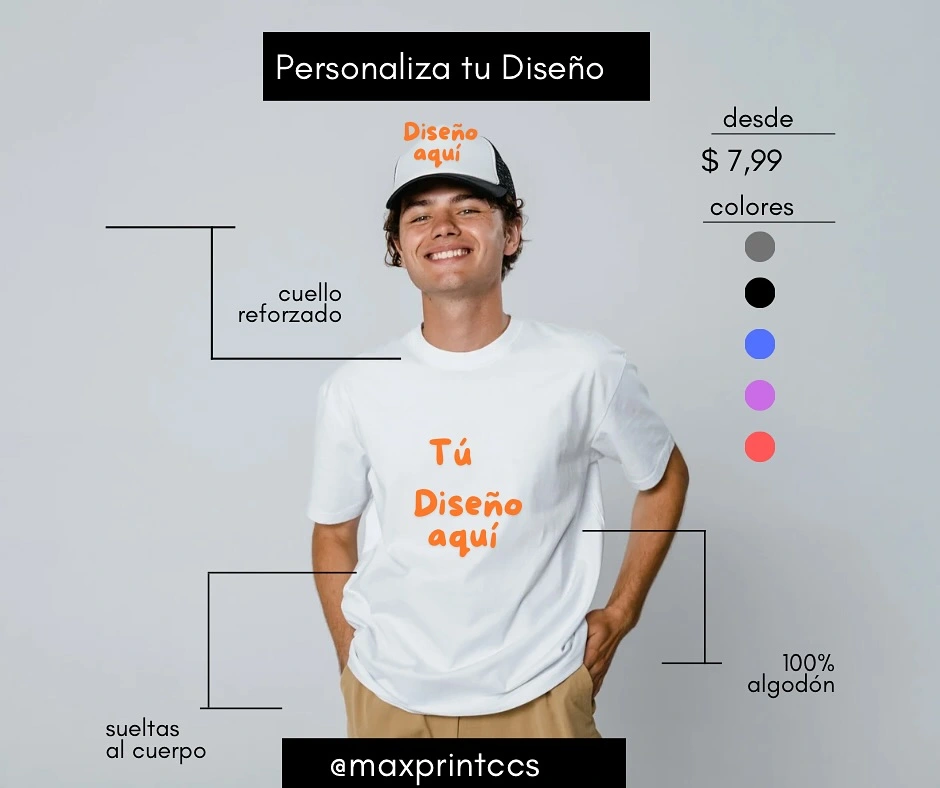 Personaliza tu Diseño
Diseño
aquí
desde
$ 7,99
colores
cuello
reforzado
Tú
Diseño
aquí
100%
algodón
sueltas
al cuerpo
@maxprintccs